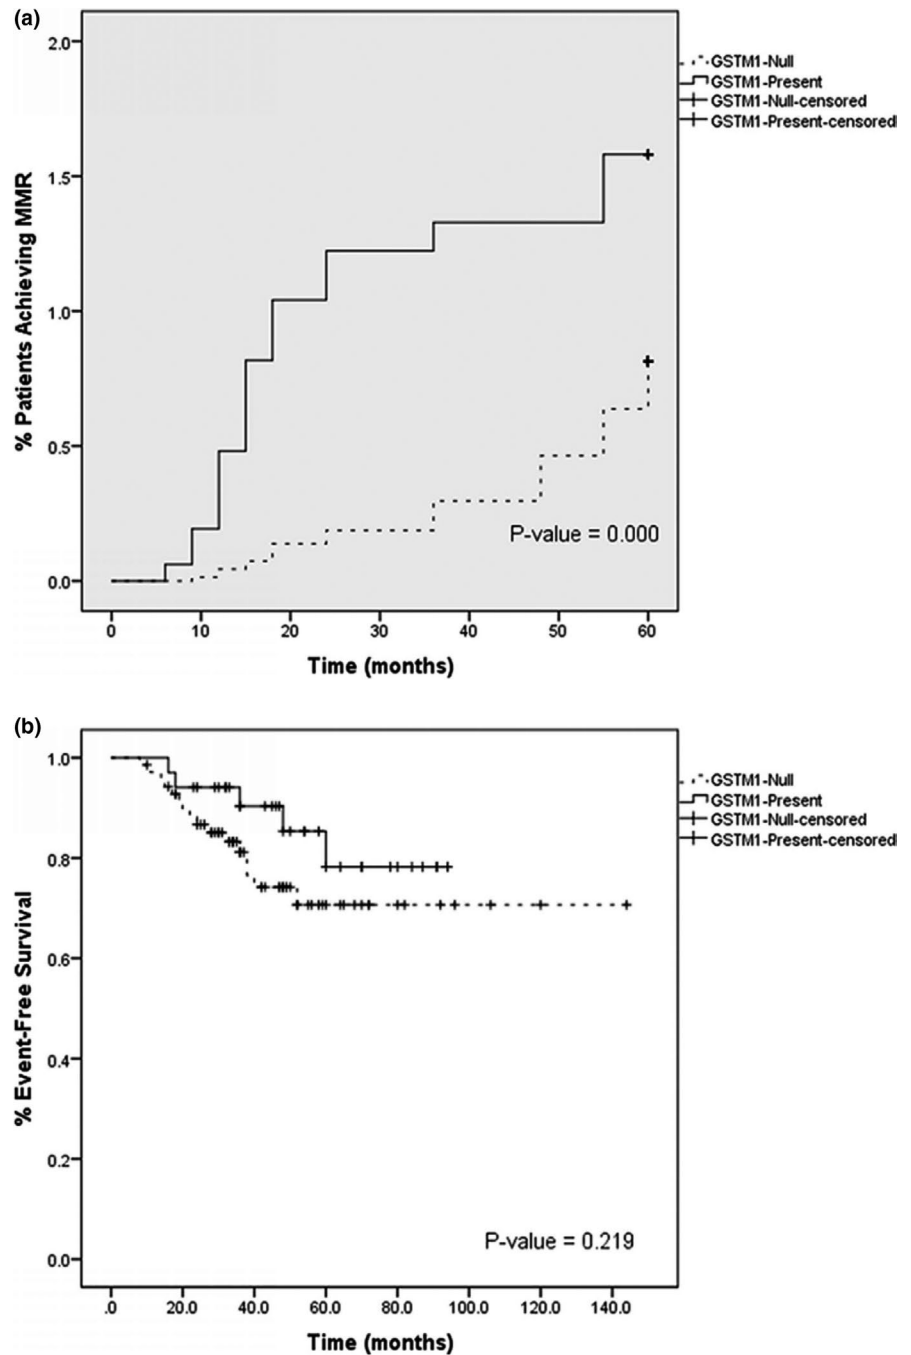 (a)
2.0
1.5
1.0
0.5
0.0
% Patients Achieving MMR
GSTM1-Null
GSTM1-Present
GSTM1-Null-censored
GSTM1-Present-censored
P-value = 0.000
0 10 20 30 40 50 60
Time (months)
(b)
1.0
0.8
0.6
0.4
0.2
0.0
% Event-Free Survival
GSTM1-Null
GSTM1-Present
GSTM1-Null-censored
GSTM1-Present-censored
P-value = 0.219
.0 20.0 40.0 60.0 80.0 100.0 120.0 140.0
Time (months)